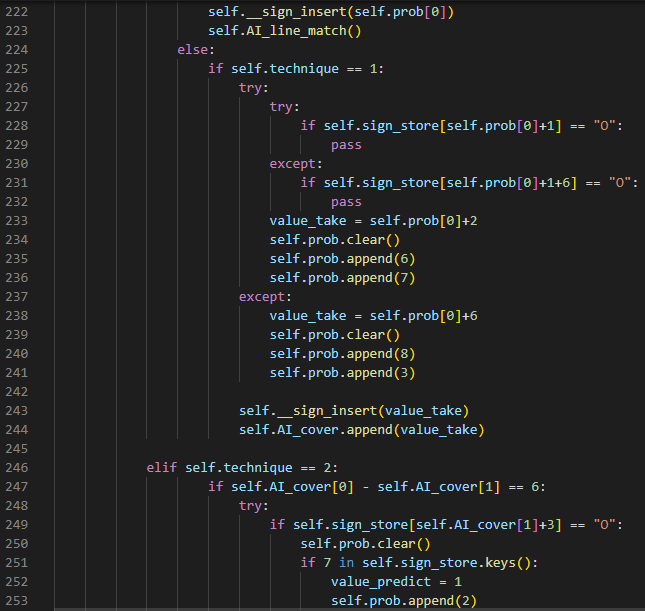 222 self.__sign_insert(self.prob[0])
223 self.AI_line_match()
224 else:
225 if self.technique == 1:
226 try:
227 try:
228 if self.sign_store[self.prob[0]+1] == "O":
229 pass
230 except:
231 if self.sign_store[self.prob[0]+1+6] == "O":
232 pass
233 value_take = self.prob[0]+2
234 self.prob.clear()
235 self.prob.append(6)
236 self.prob.append(7)
237 except:
238 value_take = self.prob[0]+6
239 self.prob.clear()
240 self.prob.append(8)
241 self.prob.append(3)
242
243 self.__sign_insert(value_take)
244 self.AI_cover.append(value_take)
245
246 elif self.technique == 2:
247 if self.AI_cover[0] - self.AI_cover[1] == 6:
248 try:
249 if self.sign_store[self.AI_cover[1]+3] == "O":
250 self.prob.clear()
251 if 7 in self.sign_store.keys():
252 value_predict = 1
253 self.prob.append(2)